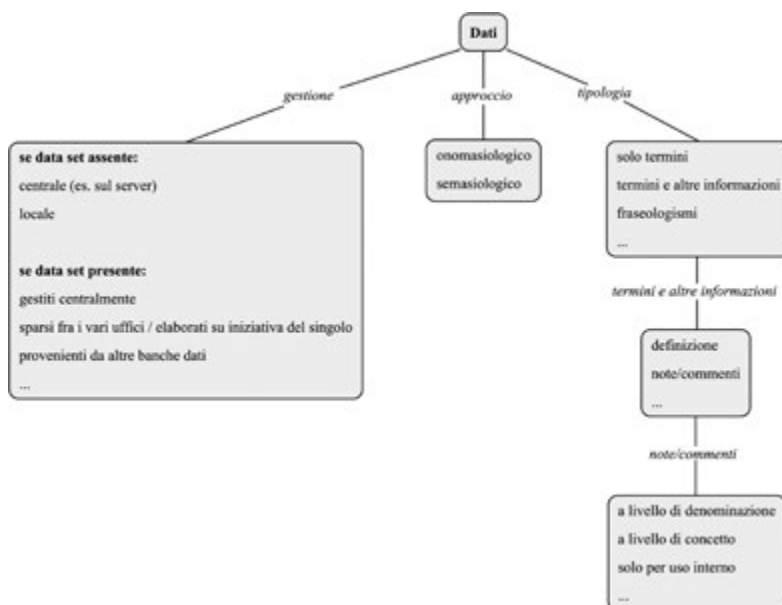 Dati
gestione
approccio
tipologia
se data set assente:
centrale (es. sul server)
locale
se data set presente:
gestiti centralmente
sparsi fra i vari uffici / elaborati su iniziativa del singolo
provenienti da altre banche dati
...
onomasiologico
semasiologico
solo termini
termini e altre informazioni
fraseologismi
...
termini e altre informazioni
definizione
note/commenti
...
note/commenti
a livello di denominazione
a livello di concetto
solo per uso interno
...